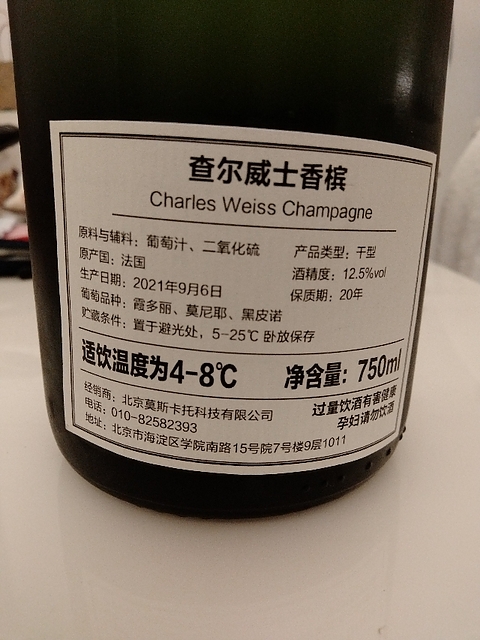 查尔威士香槟
Charles Weiss Champagne
原料与辅料：葡萄汁、二氧化硫
产品类型：干型
原产国：法国
酒精度：12.5%vol
生产日期：2021年9月6日
保质期：20年
葡萄品种：霞多丽、莫尼耶、黑皮诺
贮藏条件：置于避光处，5-25℃ 卧放保存
适饮温度为4-8℃
净含量：750ml
经销商：北京莫斯卡托科技有限公司
过量饮酒有害健康
电话：010-82582393
孕妇请勿饮酒
地址：北京市海淀区学院南路15号院7号楼9层1011